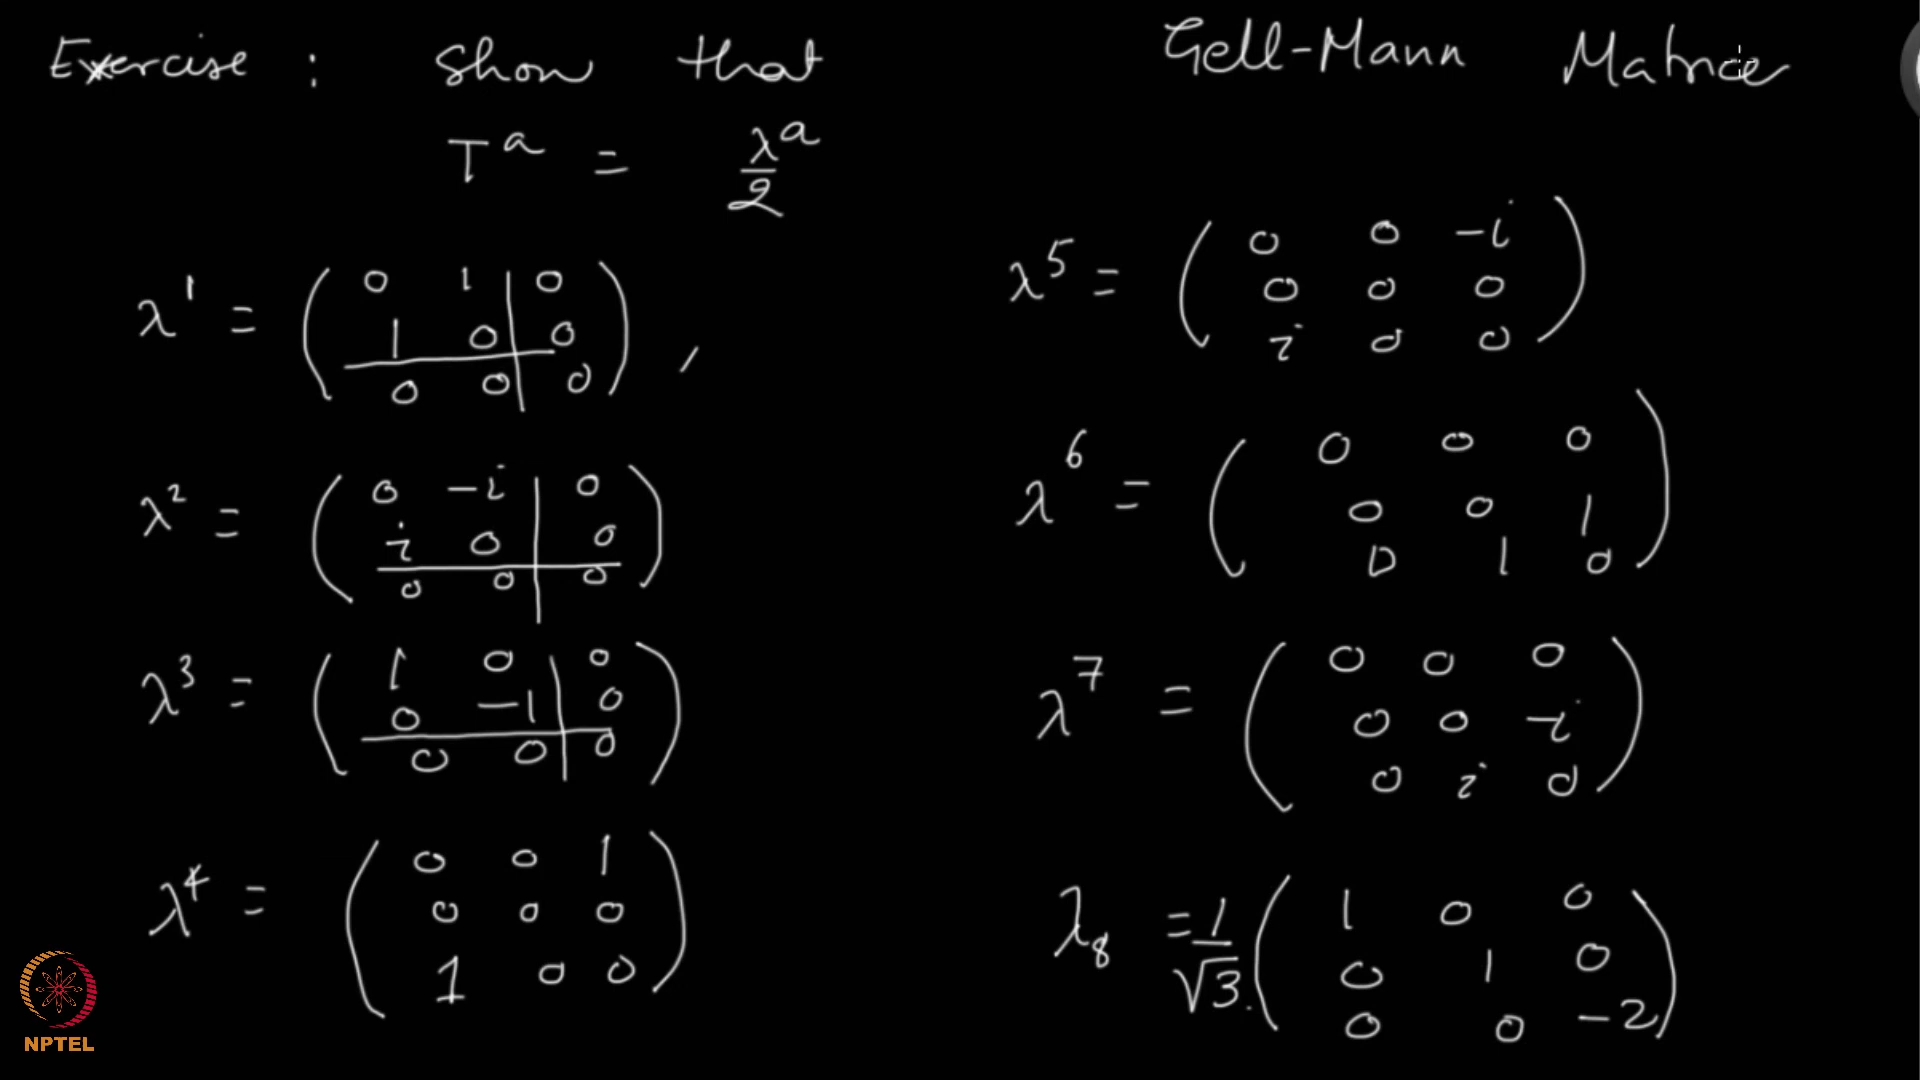 Exercise : Show that
T^a = λ^a / 2
λ^1 = ( 0 1 | 0
1 0 | 0
0 0 | 0 ) ,
λ^2 = ( 0 -i | 0
i 0 | 0
0 0 | 0 )
λ^3 = ( 1 0 | 0
0 -1 | 0
0 0 | 0 )
λ^4 = ( 0 0 1
0 0 0
1 0 0 )
NPTEL
Gell-Mann Matrice
λ^5 = ( 0 0 -i
0 0 0
i 0 0 )
λ^6 = ( 0 0 0
0 0 1
0 1 0 )
λ^7 = ( 0 0 0
0 0 -i
0 i 0 )
λ_8 = 1/√3 . ( 1 0 0
0 1 0
0 0 -2 )